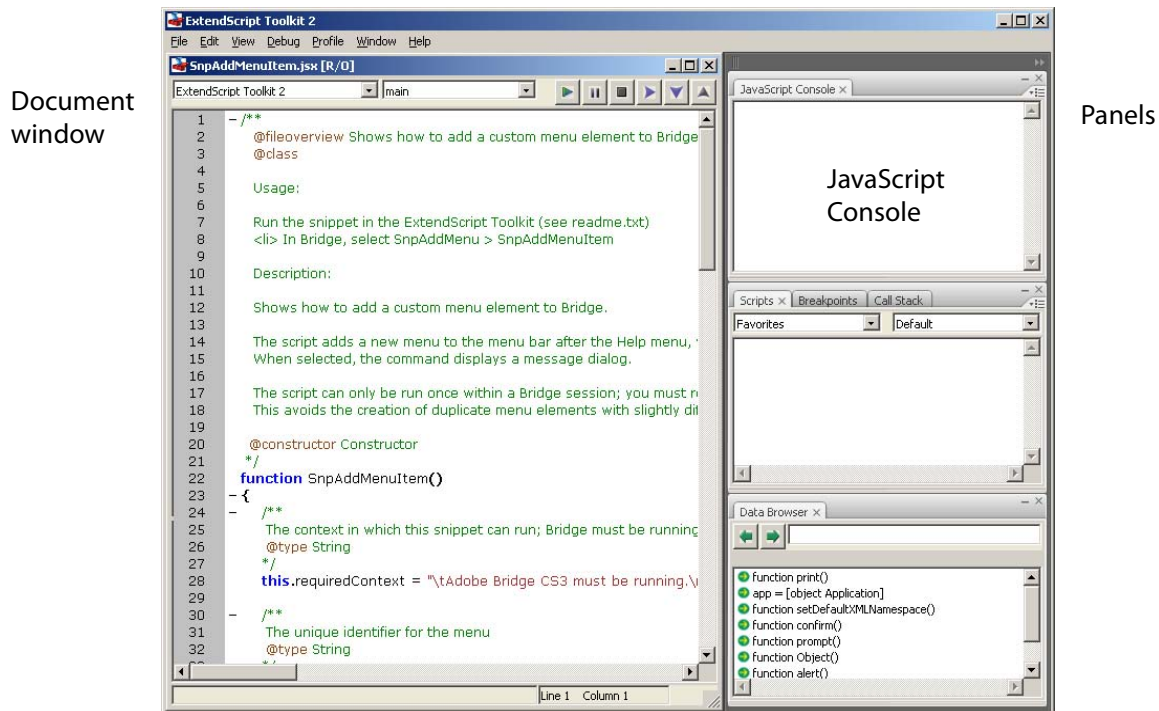 Document
window
ExtendScript Toolkit 2
File Edit View Debug Profile Window Help
SnpAddMenuItem.jsx [R/O]
ExtendScript Toolkit 2 main
1 /**
2 @fileoverview Shows how to add a custom menu element to Bridge
3 @class
4
5 Usage:
6
7 Run the snippet in the ExtendScript Toolkit (see readme.txt)
8 <li> In Bridge, select SnpAddMenu > SnpAddMenuItem
9
10 Description:
11
12 Shows how to add a custom menu element to Bridge.
13
14 The script adds a new menu to the menu bar after the Help menu,
15 When selected, the command displays a message dialog.
16
17 The script can only be run once within a Bridge session; you must
18 This avoids the creation of duplicate menu elements with slightly
19
20 @constructor Constructor
21 */
22 function SnpAddMenuItem()
23 {
24 /**
25 The context in which this snippet can run; Bridge must be running
26 @type String
27 */
28 this.requiredContext = "\tAdobe Bridge CS3 must be running.\
29
30 /**
31 The unique identifier for the menu
32 @type String
Line 1 Column 1
JavaScript Console
JavaScript
Console
Scripts Breakpoints Call Stack
Favorites Default
Data Browser
function print()
app = [object Application]
function setDefaultXMLNamespace()
function confirm()
function prompt()
function Object()
function alert()
Panels